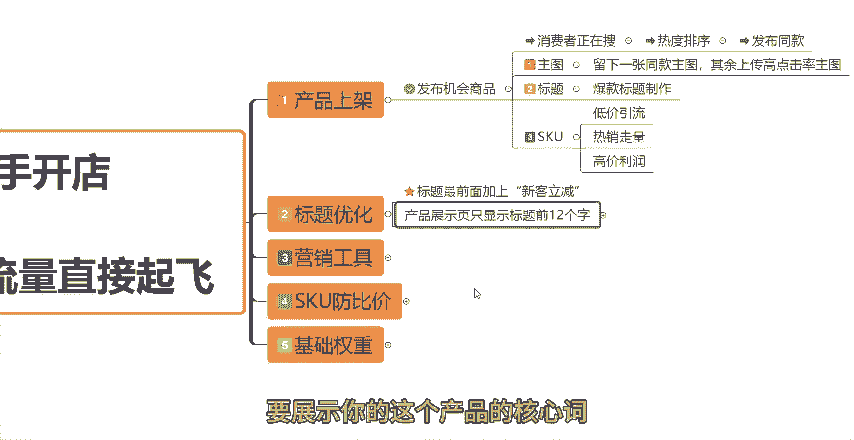 手开店
流量直接起飞
1 产品上架
发布机会商品
⇒消费者正在搜 ⇒热度排序 ⇒发布同款
1 主图 留下一张同款主图，其余上传高点击率主图
2 标题 爆款标题制作
3 SKU
低价引流
热销走量
高价利润
2 标题优化
★标题最前面加上“新客立减”
产品展示页只显示标题前12个字
3 营销工具
4 SKU防比价
5 基础权重
要展示你的这个产品的核心词